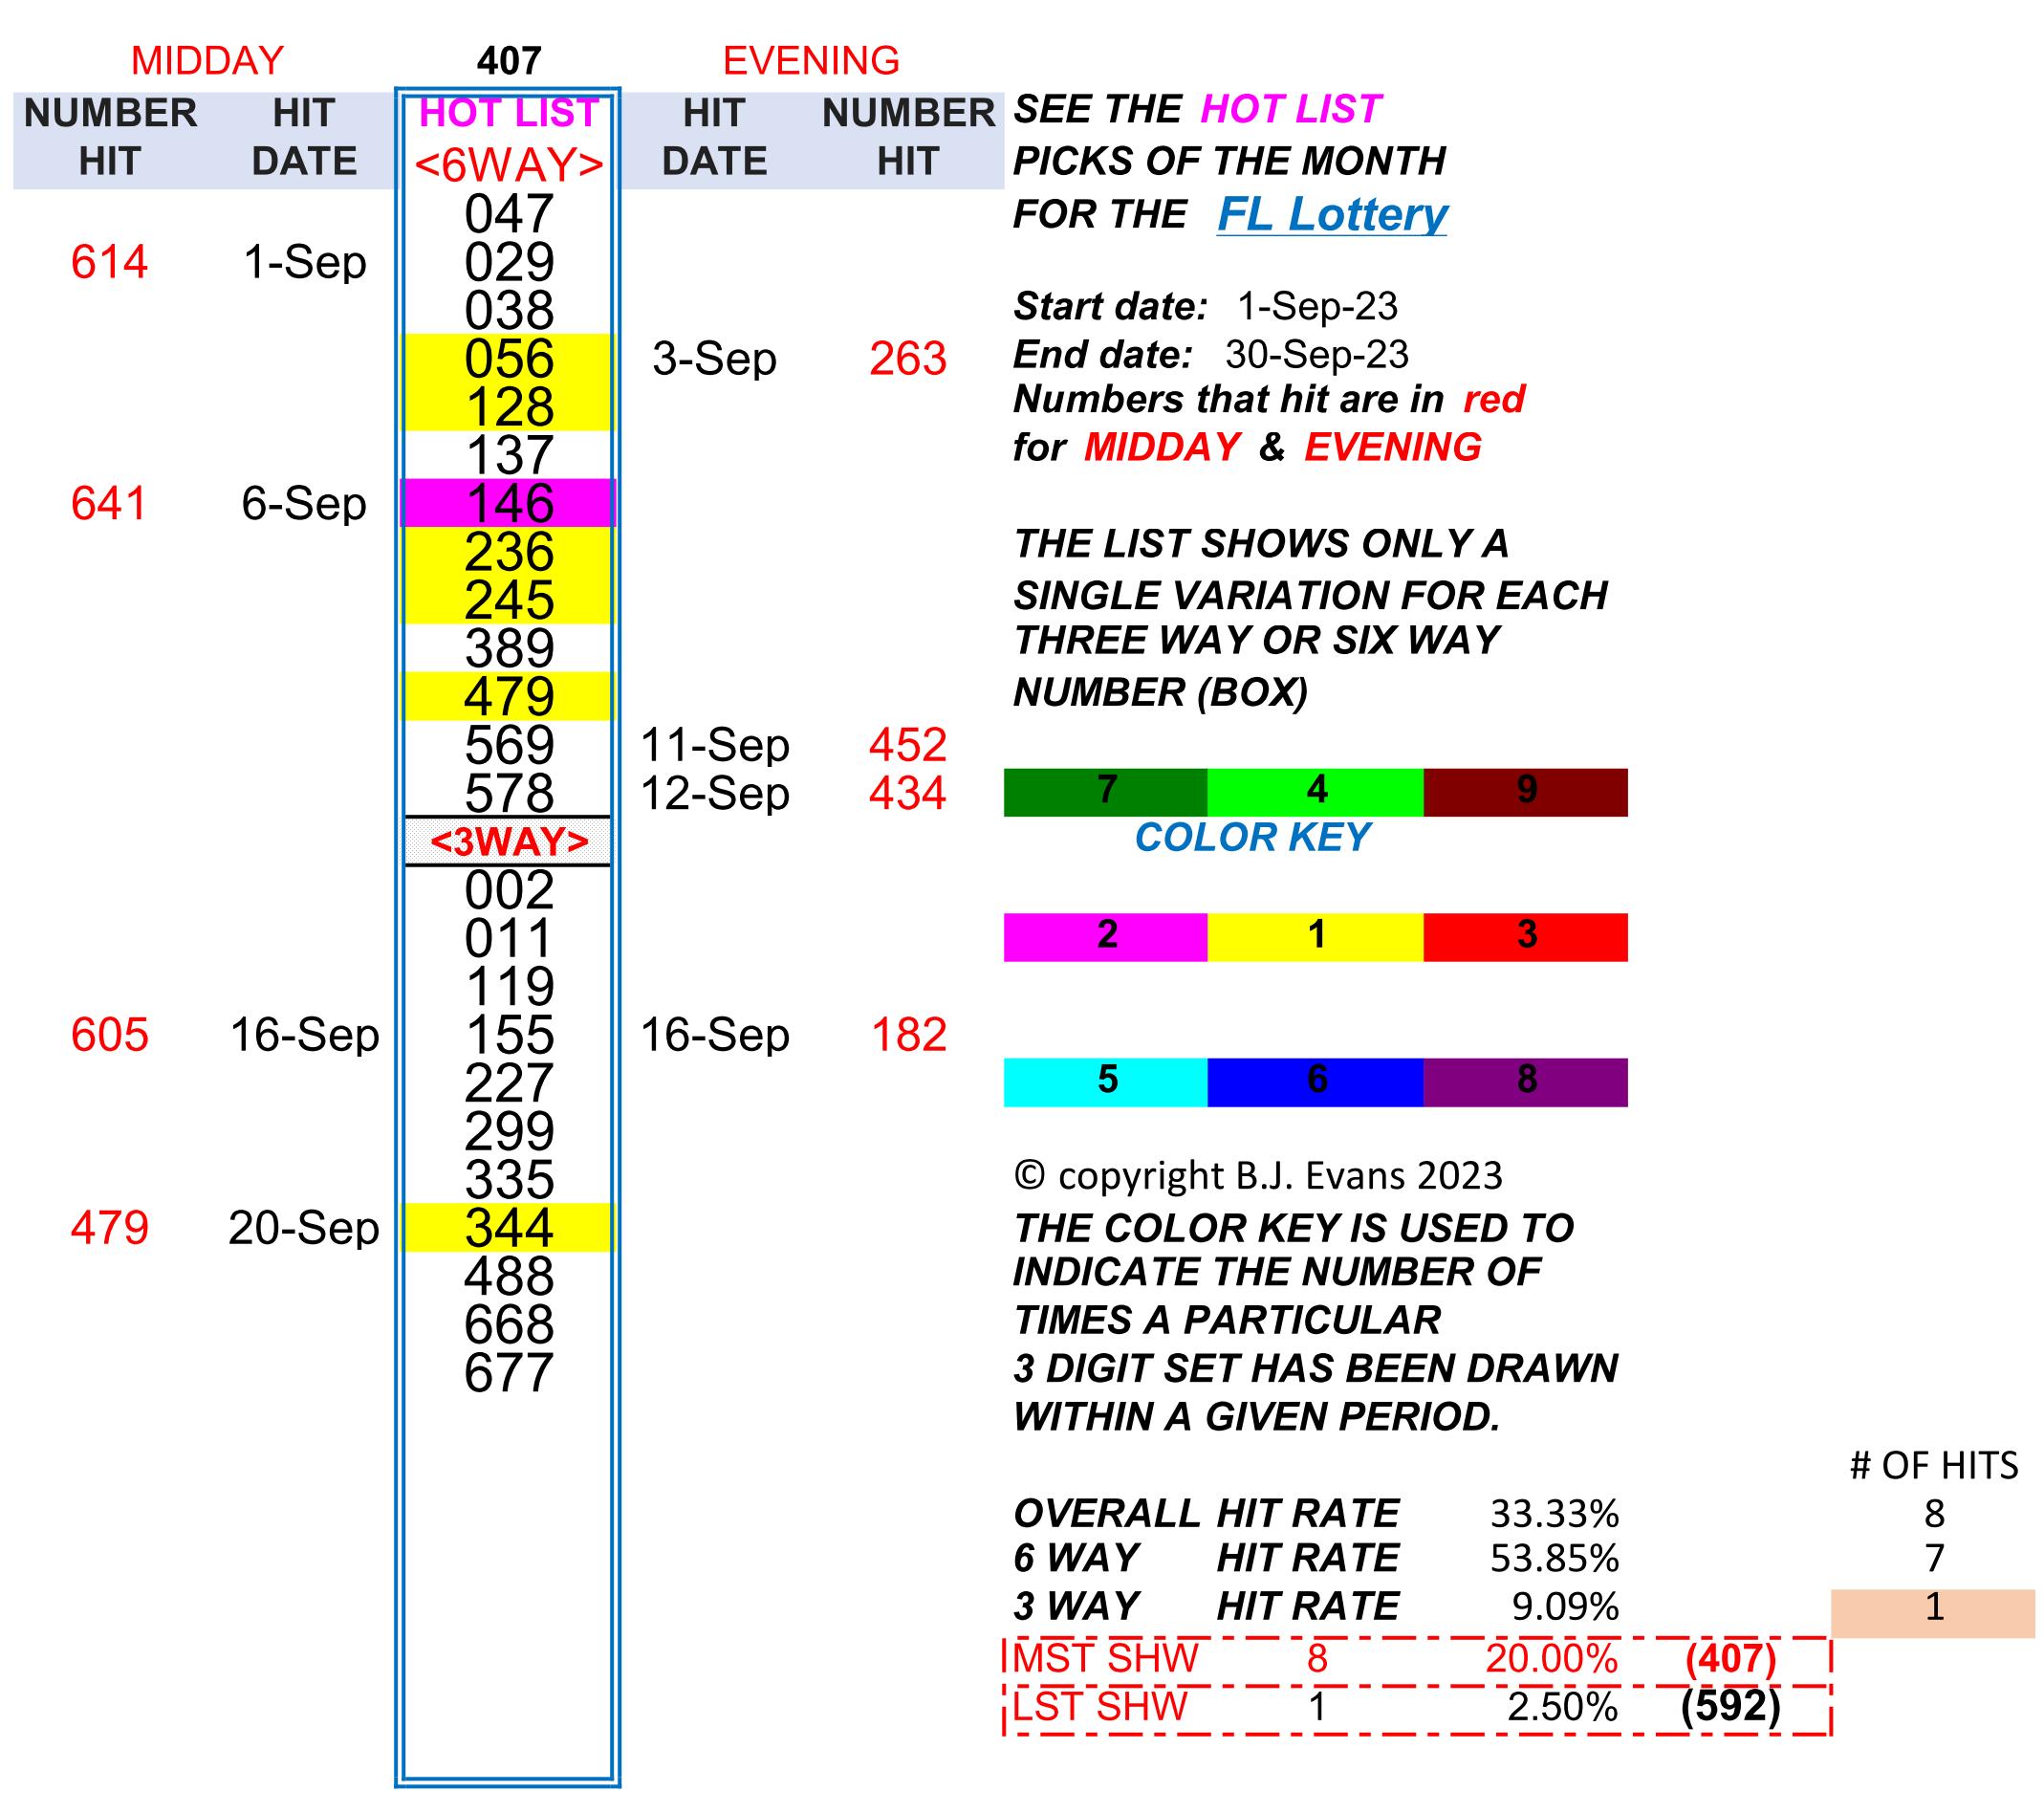 MIDDAY 407 EVENING
NUMBER HIT HOT LIST HIT NUMBER SEE THE HOT LIST
HIT DATE <6WAY> DATE HIT PICKS OF THE MONTH
047 FOR THE FL Lottery
614 1-Sep 029
038 Start date: 1-Sep-23
056 3-Sep 263 End date: 30-Sep-23
128 Numbers that hit are in red
137 for MIDDAY & EVENING
641 6-Sep 146
236 THE LIST SHOWS ONLY A
245 SINGLE VARIATION FOR EACH
389 THREE WAY OR SIX WAY
479 NUMBER (BOX)
569 11-Sep 452
578 12-Sep 434 7 4 9
<3WAY> COLOR KEY
002
011 2 1 3
119
605 16-Sep 155 16-Sep 182
227 5 6 8
299
335 © copyright B.J. Evans 2023
479 20-Sep 344 THE COLOR KEY IS USED TO
488 INDICATE THE NUMBER OF
668 TIMES A PARTICULAR
677 3 DIGIT SET HAS BEEN DRAWN
WITHIN A GIVEN PERIOD.
# OF HITS
OVERALL HIT RATE 33.33% 8
6 WAY HIT RATE 53.85% 7
3 WAY HIT RATE 9.09% 1
MST SHW 8 20.00% (407)
LST SHW 1 2.50% (592)